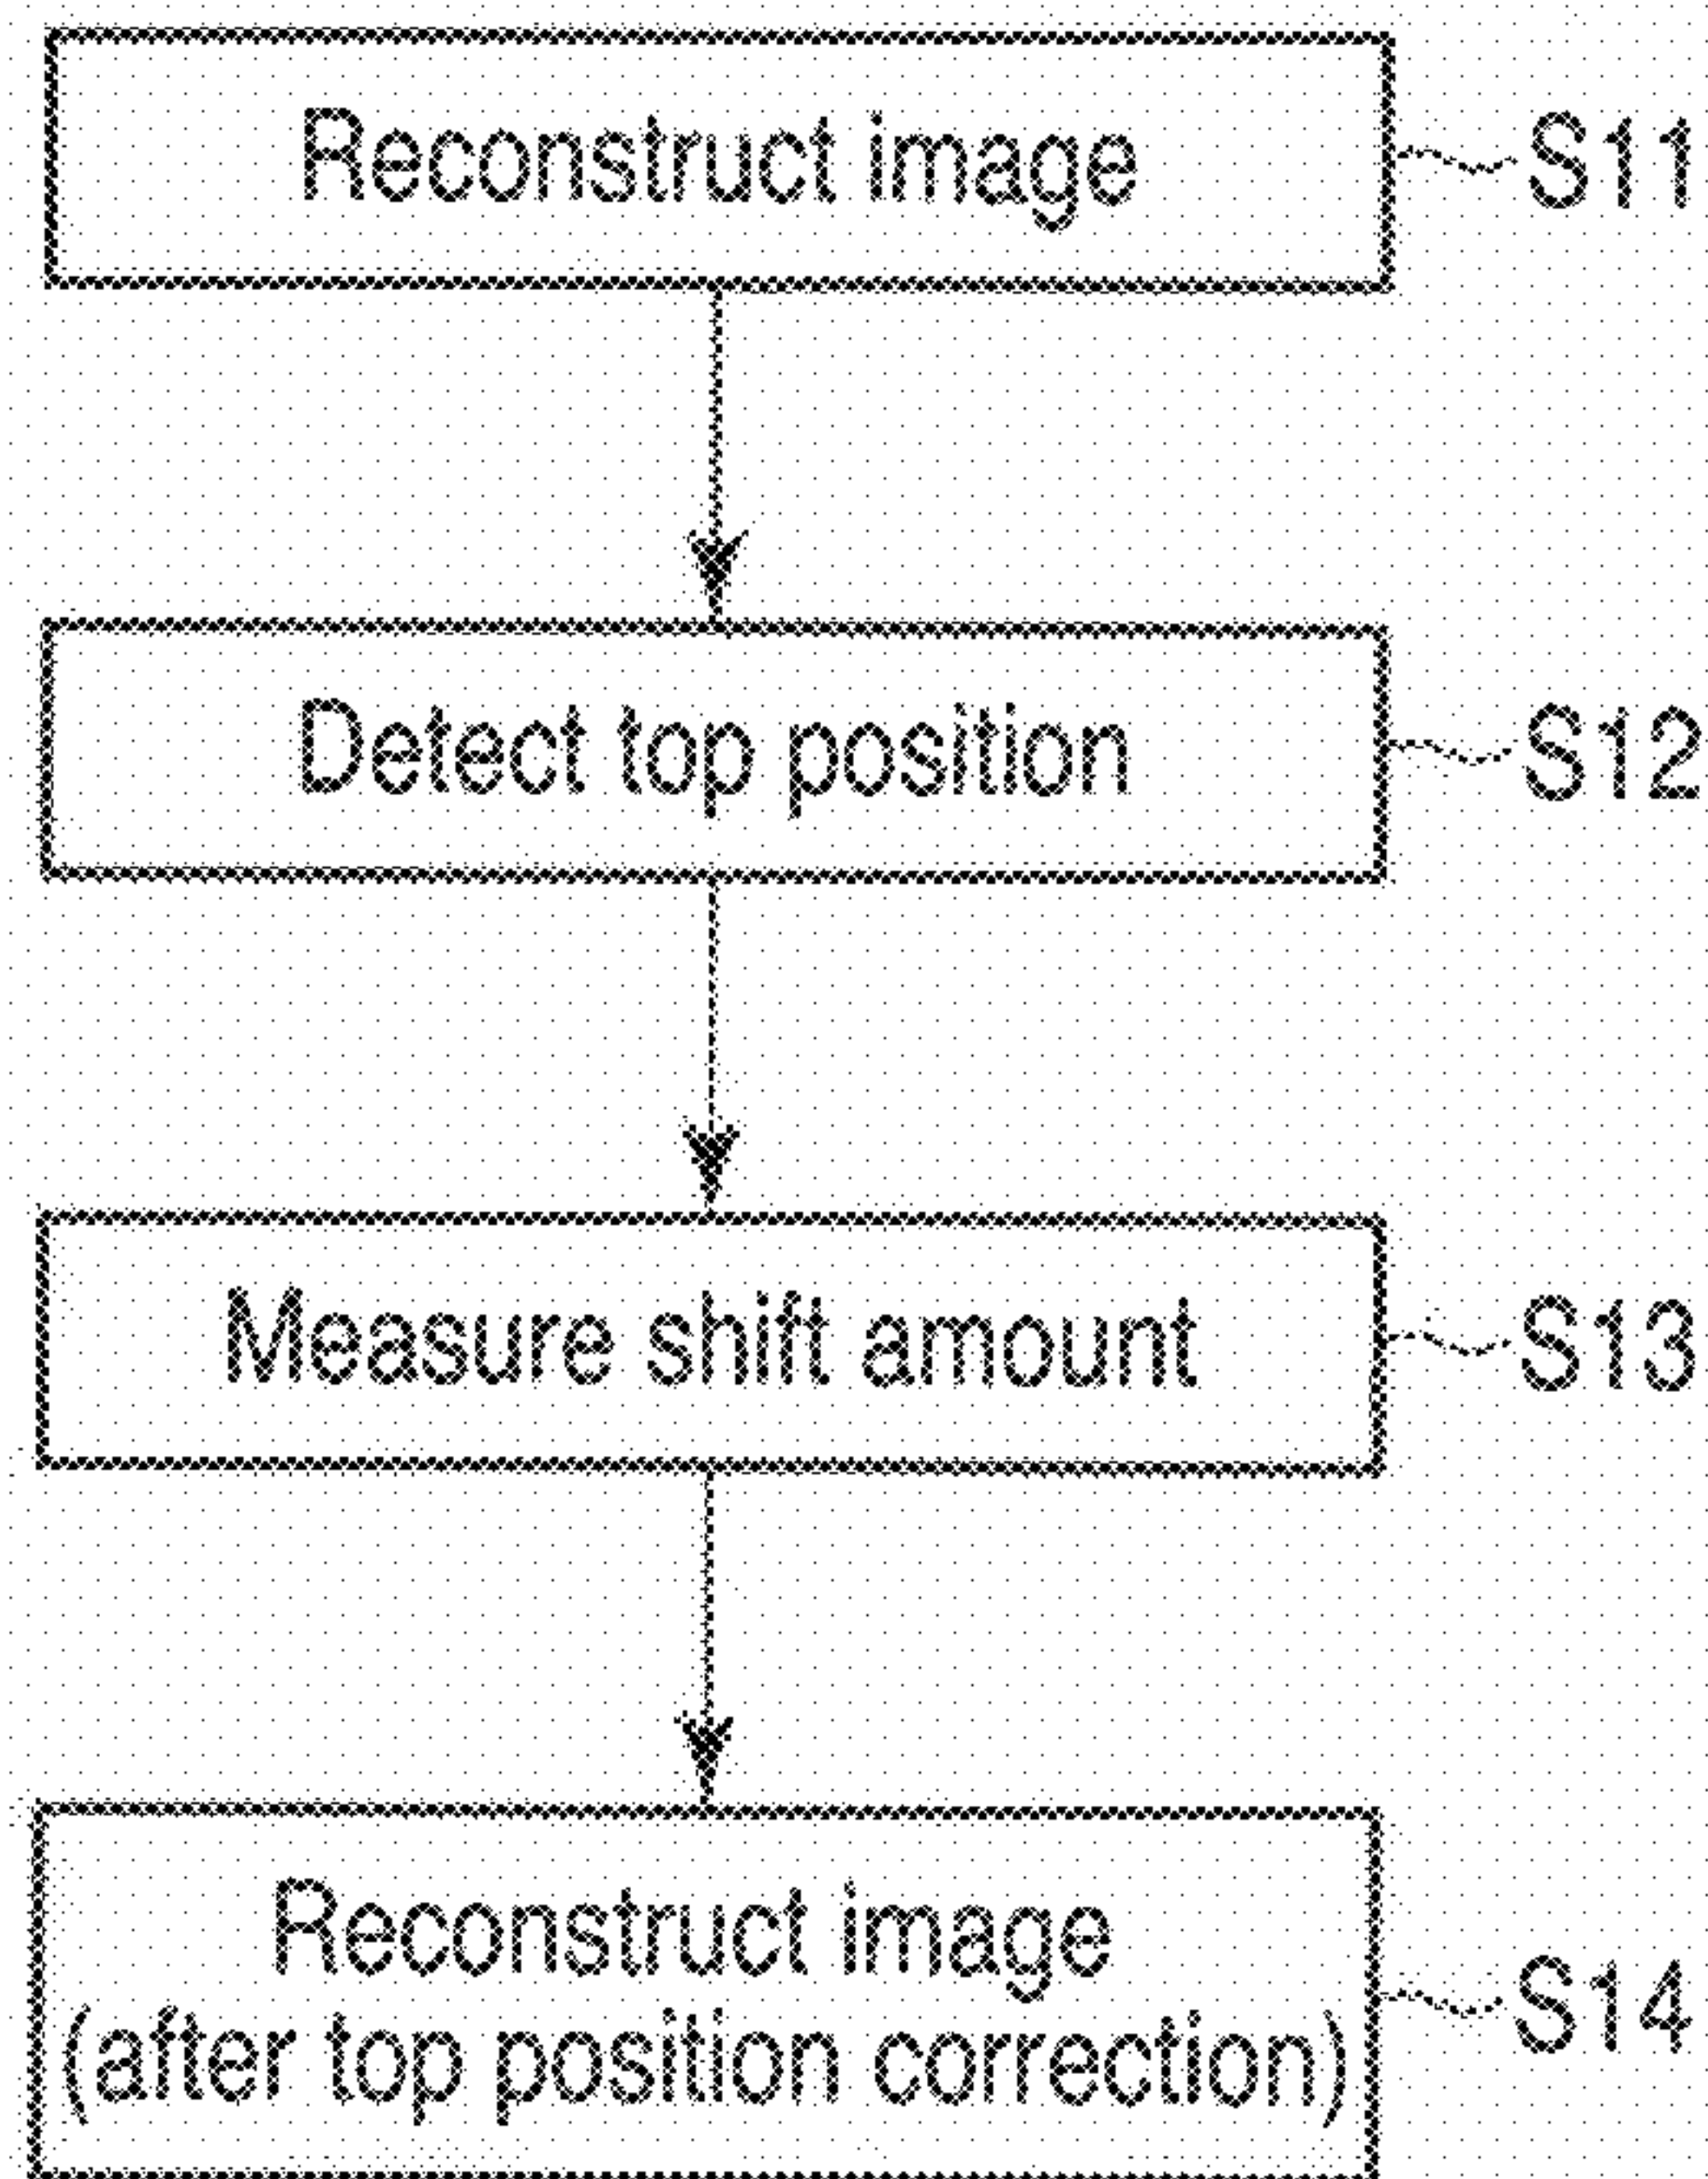 Reconstruct image
S11
Detect top position
S12
Measure shift amount
S13
Reconstruct image
(after top position correction)
S14